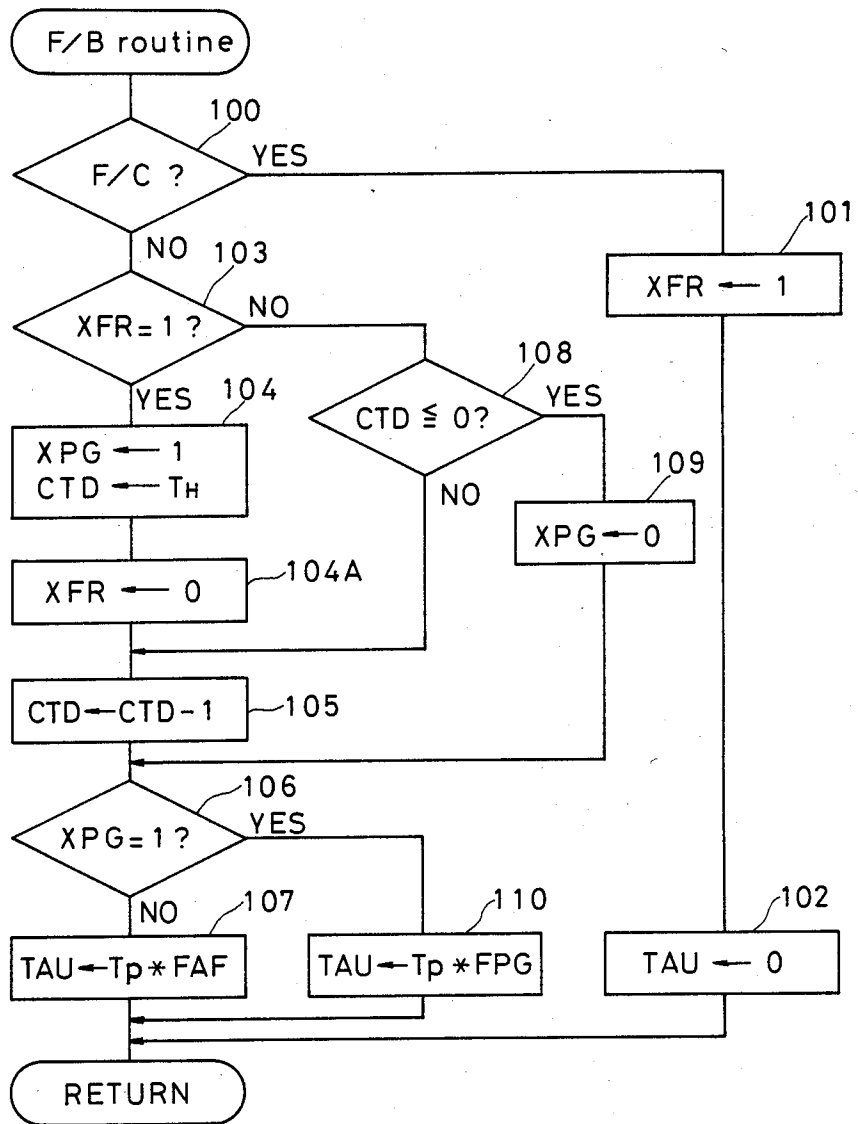 F/B routine
100
F/C ?
YES
NO
101
XFR ← 1
103
XFR=1 ?
NO
YES
108
CTD ≦ 0?
YES
NO
104
XPG ← 1
CTD ← TH
109
XPG ← 0
XFR ← 0
104A
CTD←CTD-1
105
106
XPG=1 ?
YES
NO
107
TAU←Tp*FAF
110
TAU←Tp*FPG
102
TAU ← 0
RETURN